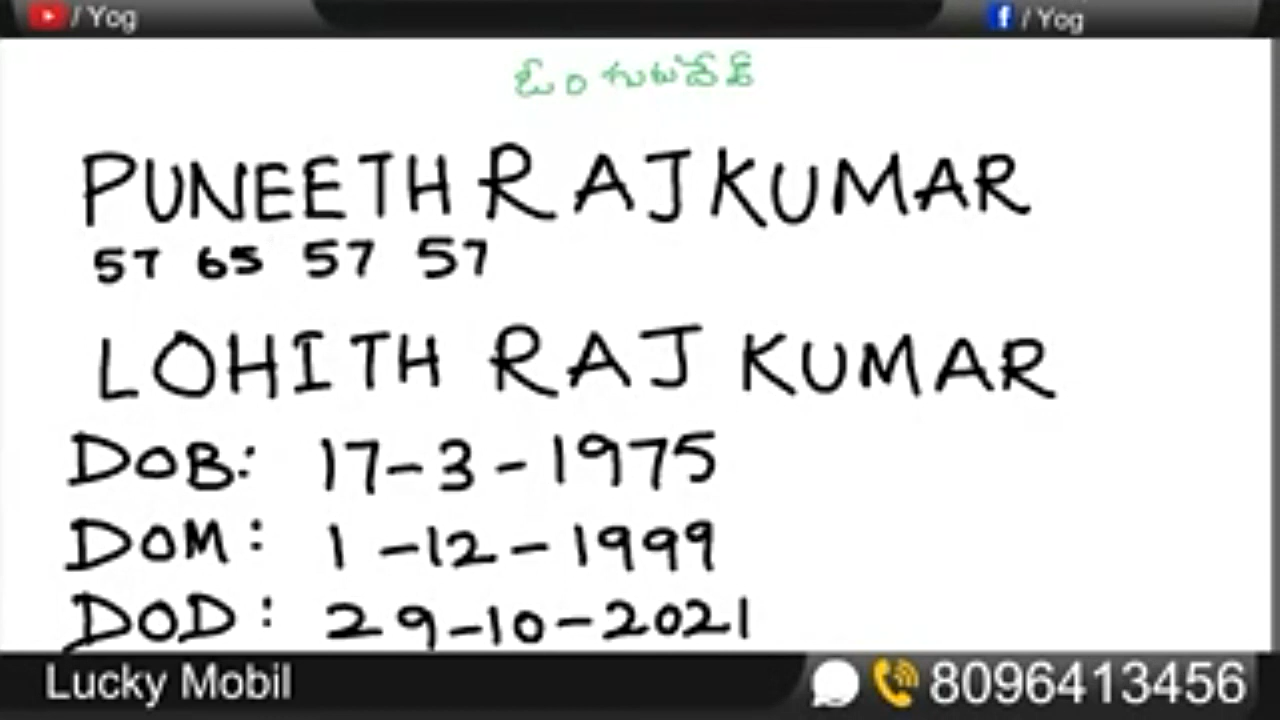 / Yog
/ Yog
ఓం
PUNEETH RAJKUMAR
57 65 57 57
LOHITH RAJ KUMAR
DOB: 17-3-1975
DOM: 1-12-1999
DOD: 29-10-2021
Lucky Mobil
8096413456